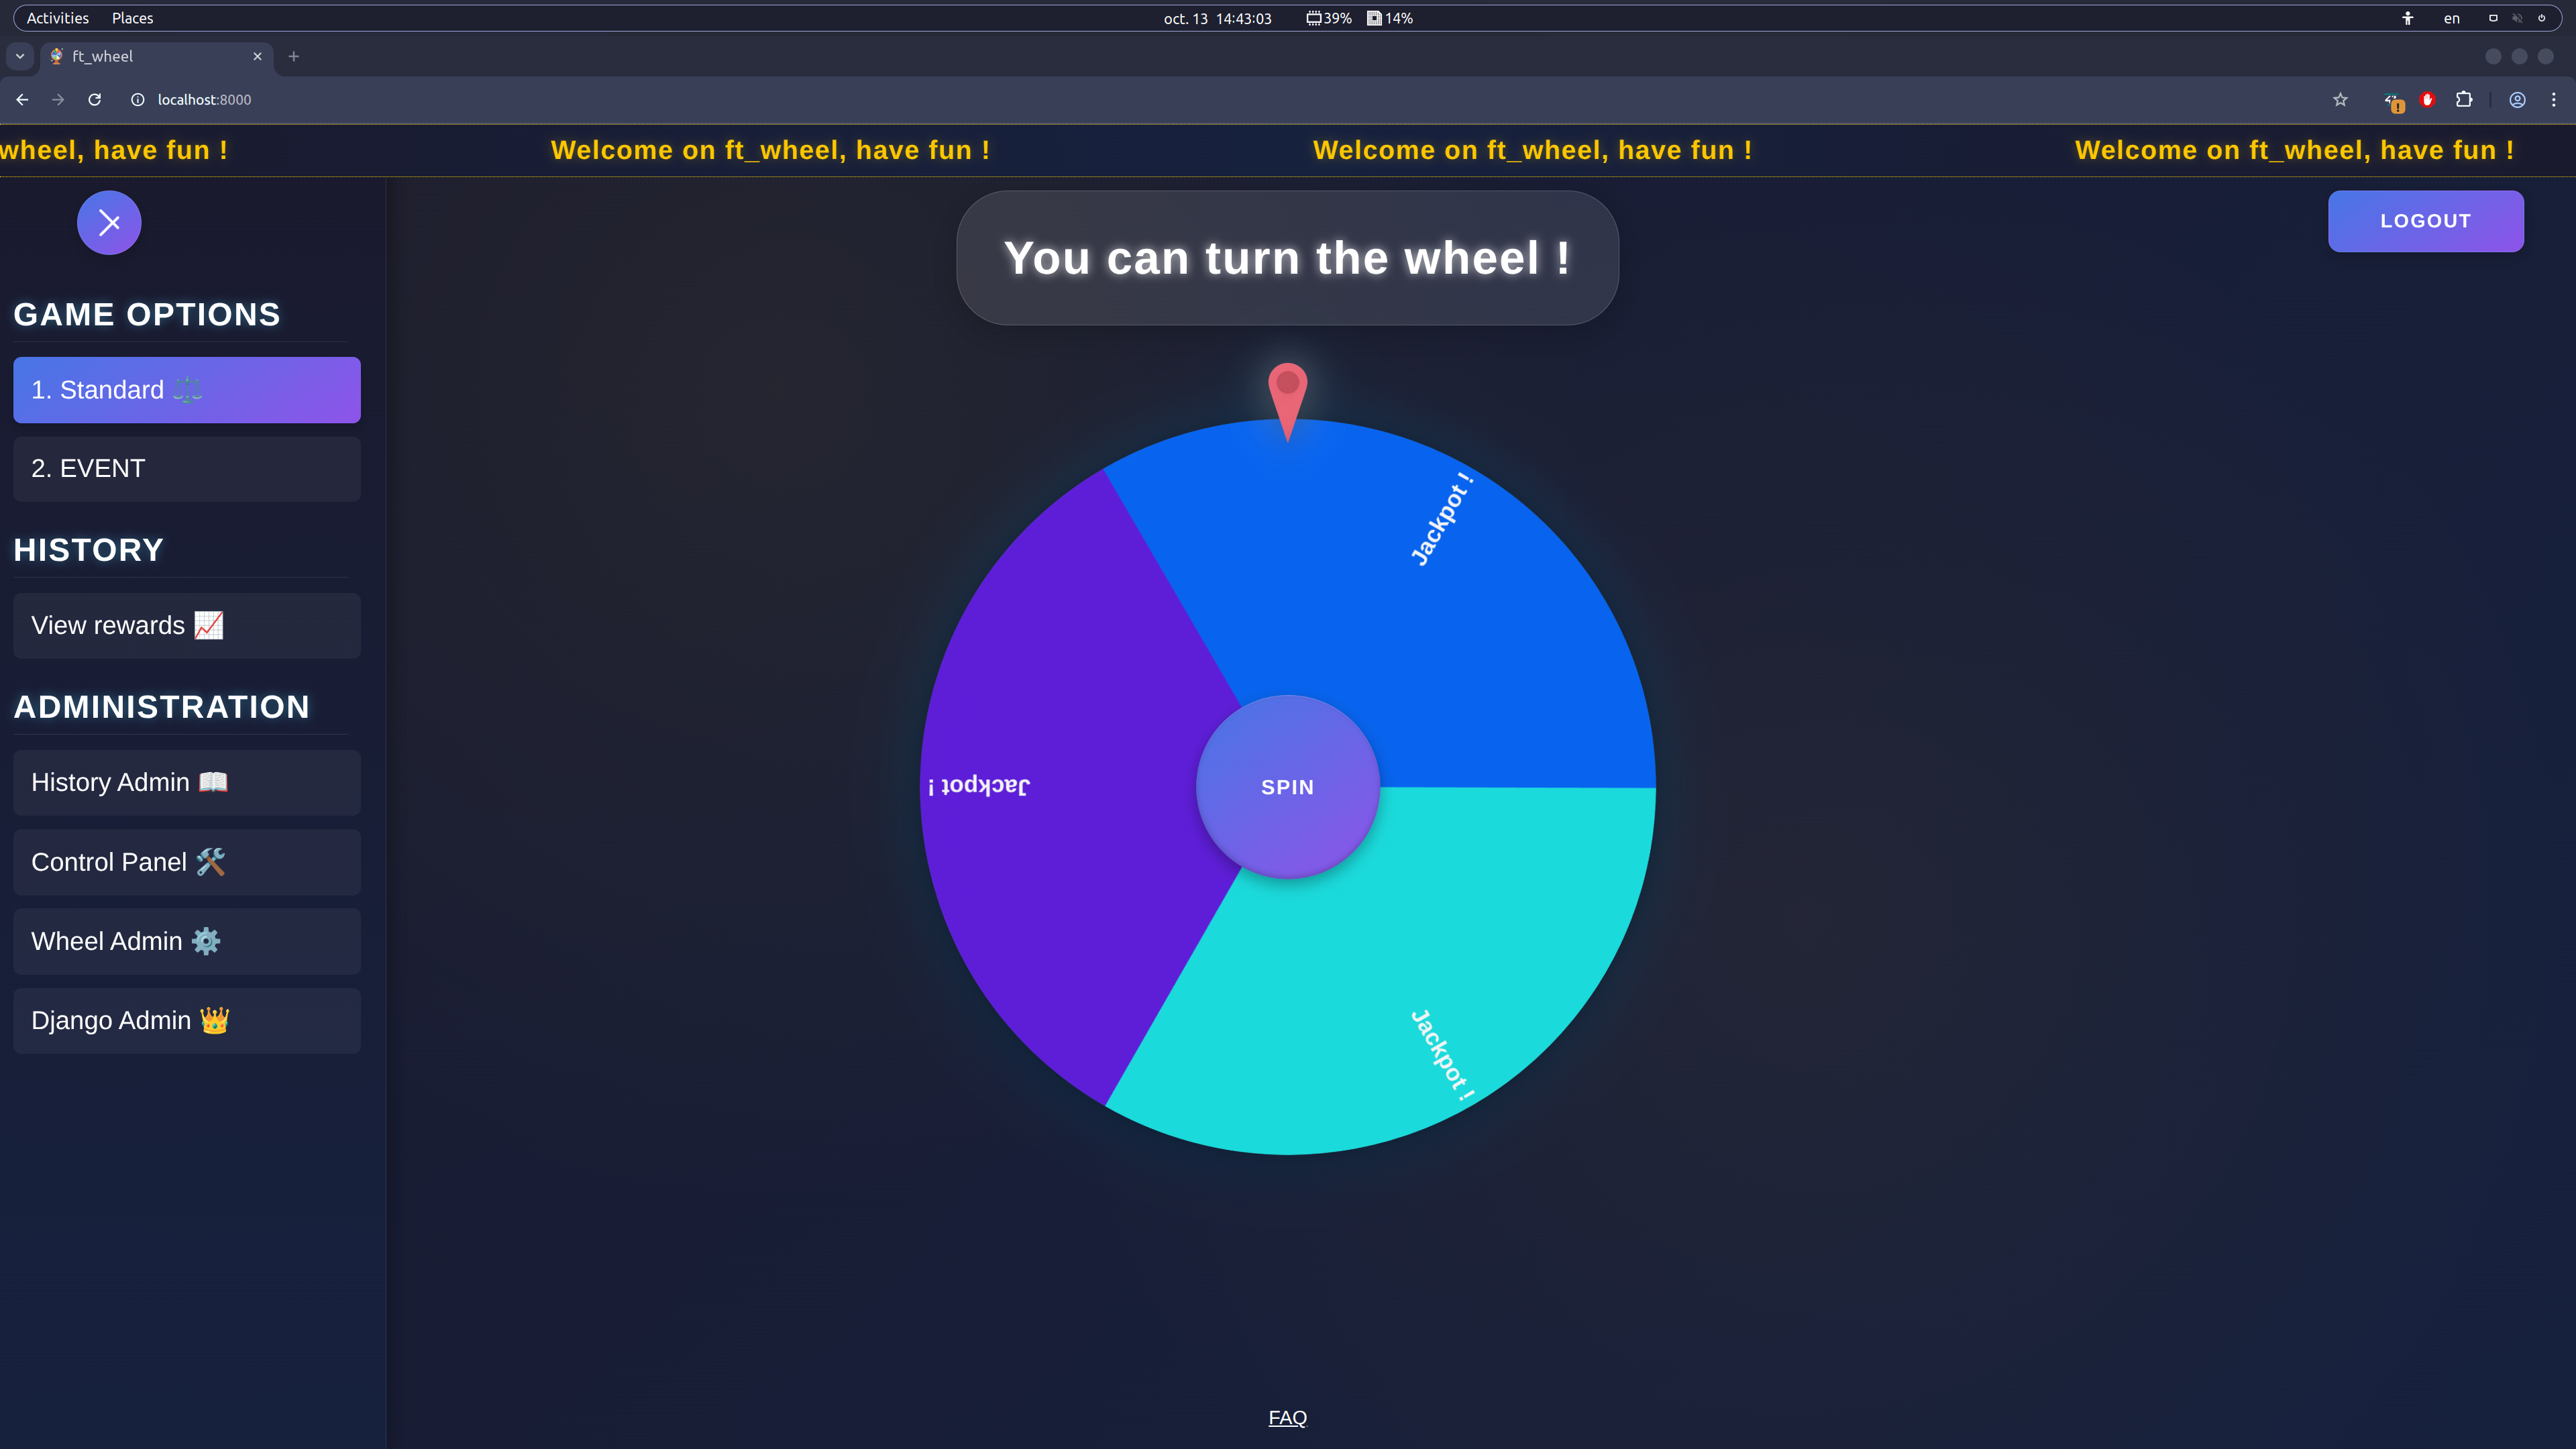 Activities Places oct. 13 14:43:03 39% 14% en
ft_wheel
localhost:8000
wheel, have fun ! Welcome on ft_wheel, have fun ! Welcome on ft_wheel, have fun ! Welcome on ft_wheel, have fun !
You can turn the wheel !
LOGOUT
GAME OPTIONS
1. Standard
2. EVENT
HISTORY
View rewards
ADMINISTRATION
History Admin
Control Panel
Wheel Admin
Django Admin
Jackpot !
Jackpot !
SPIN
Jackpot !
FAQ